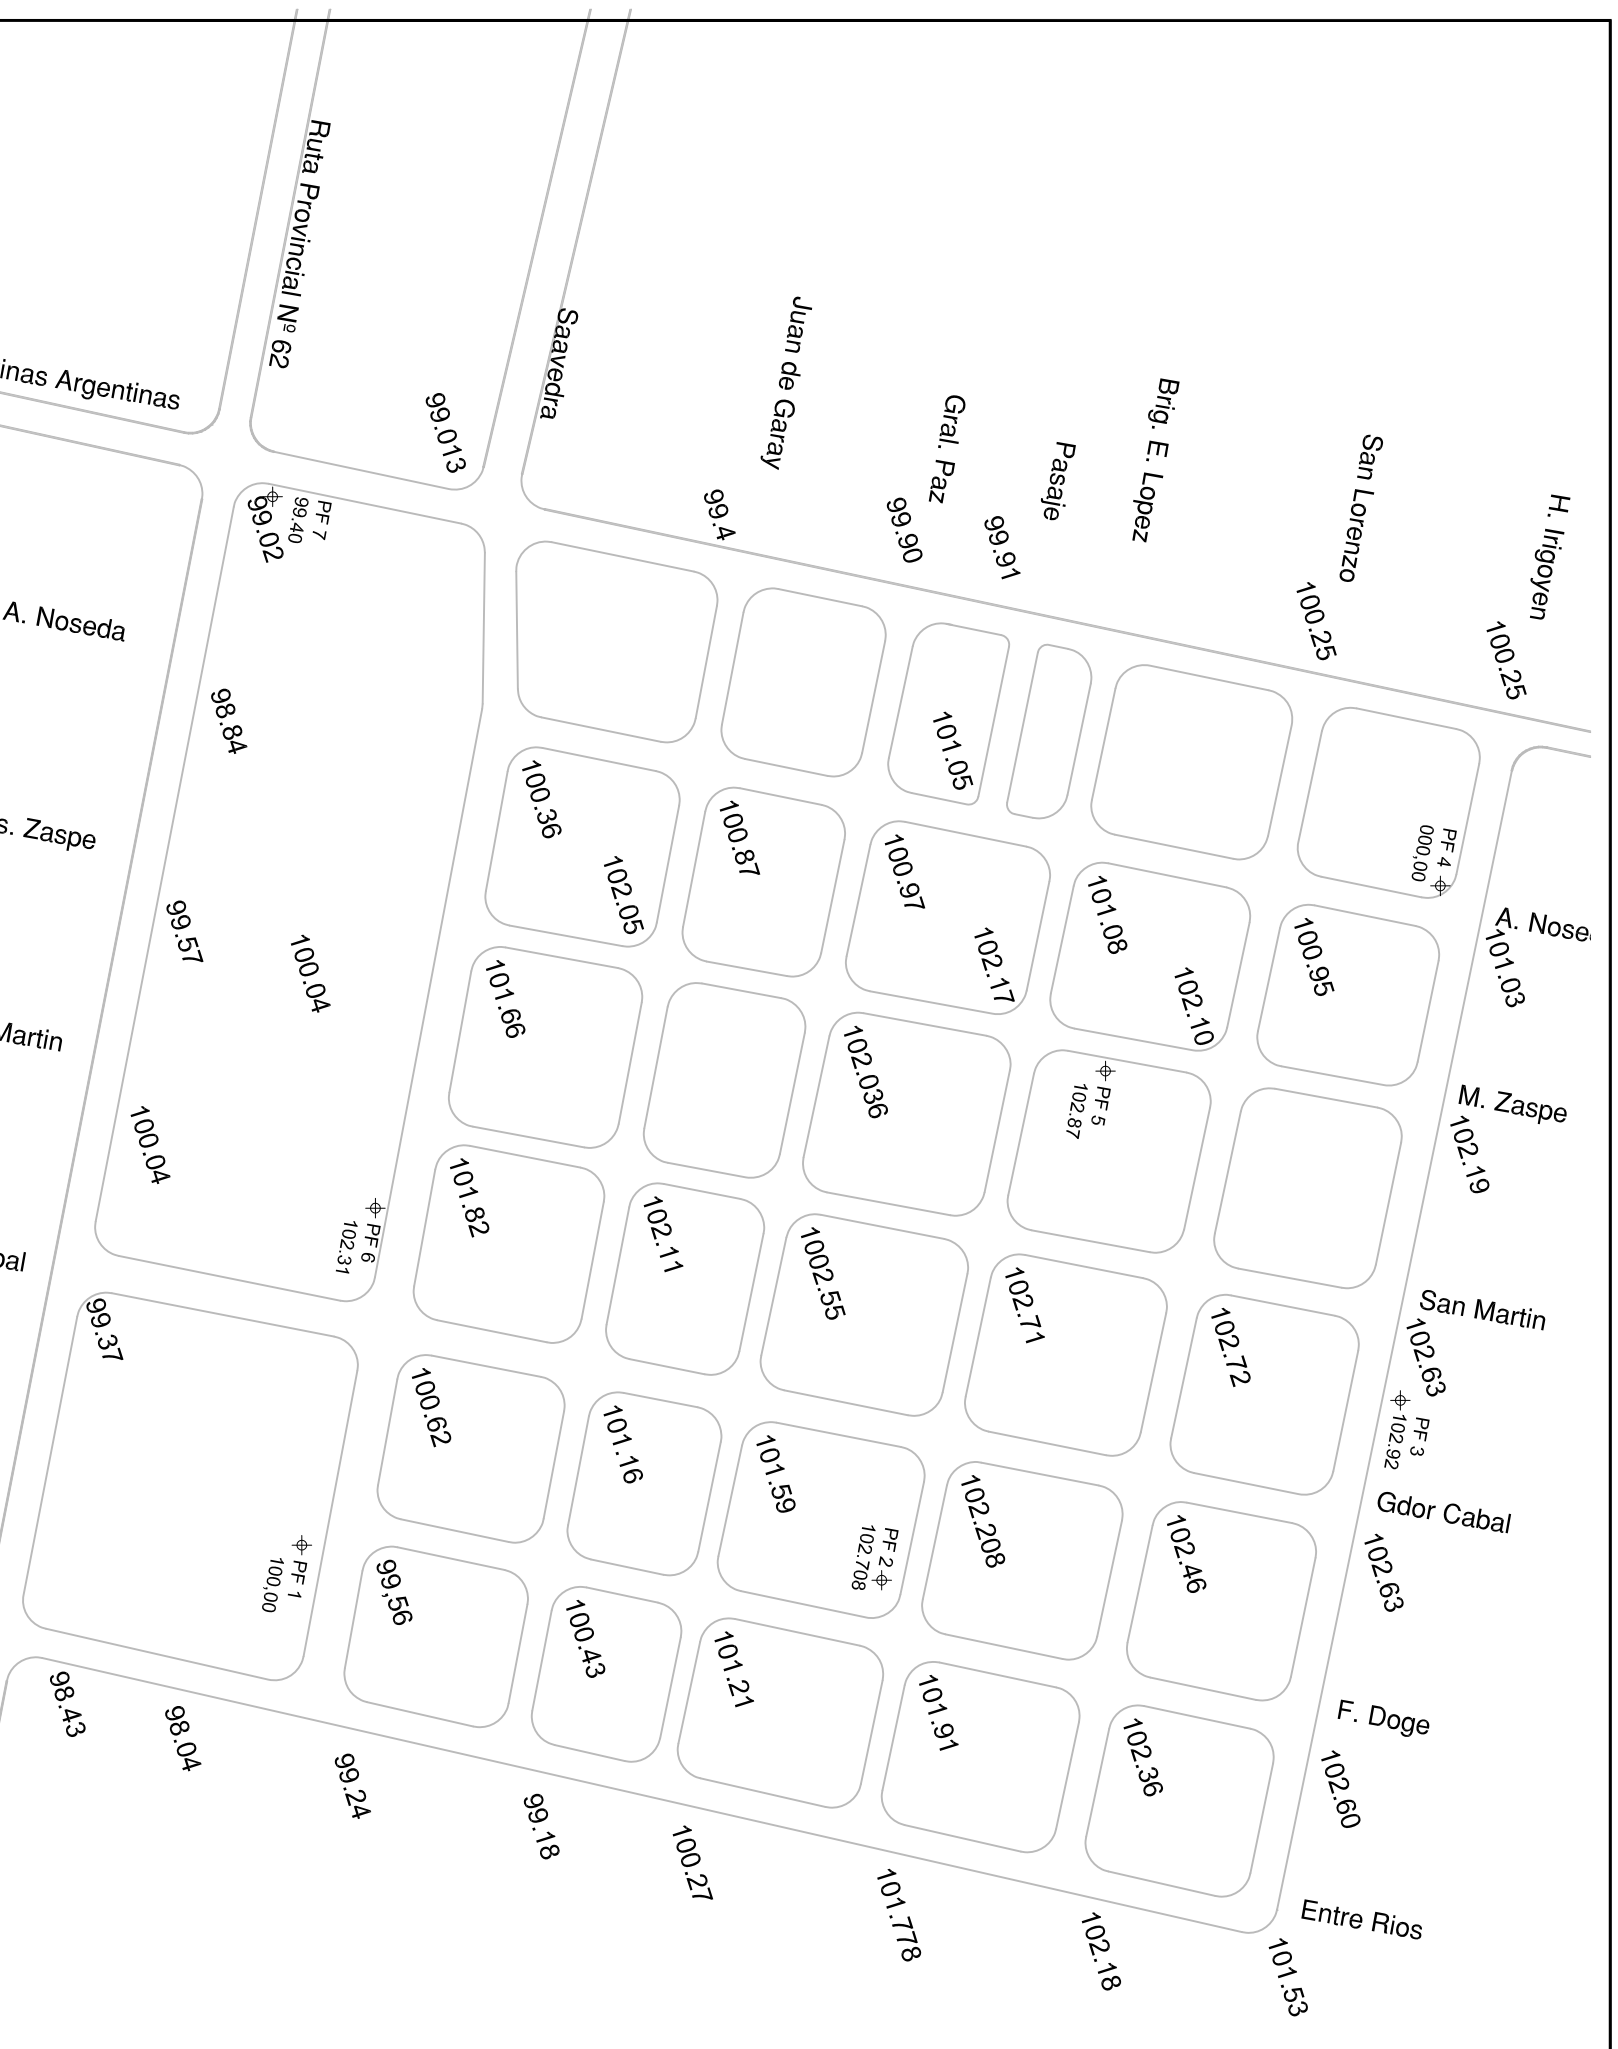 Ruta Provincial Nº 62
Saavedra
Juan de Garay
Gral. Paz
Pasaje
Brig. E. Lopez
San Lorenzo
H. Irigoyen
inas Argentinas
99.013
99.4
99.90
99.91
100.25
100.25
PF 7
99.40
99.02
A. Noseda
98.84
101.05
100.36
102.05
100.87
100.97
102.17
101.08
102.10
100.95
PF 4
000,00
A. Nose
101.03
s. Zaspe
99.57
100.04
101.66
102.036
PF 5
102.87
M. Zaspe
102.19
Martin
100.04
PF 6
102.31
101.82
102.11
1002.55
102.71
102.72
San Martin
102.63
PF 3
102.92
bal
99.37
100.62
101.16
101.59
PF 2
102.708
102.208
102.46
Gdor Cabal
102.63
PF 1
100,00
99,56
100.43
101.21
101.91
102.36
F. Doge
102.60
98.43
98.04
99.24
99.18
100.27
101.778
102.18
Entre Rios
101.53